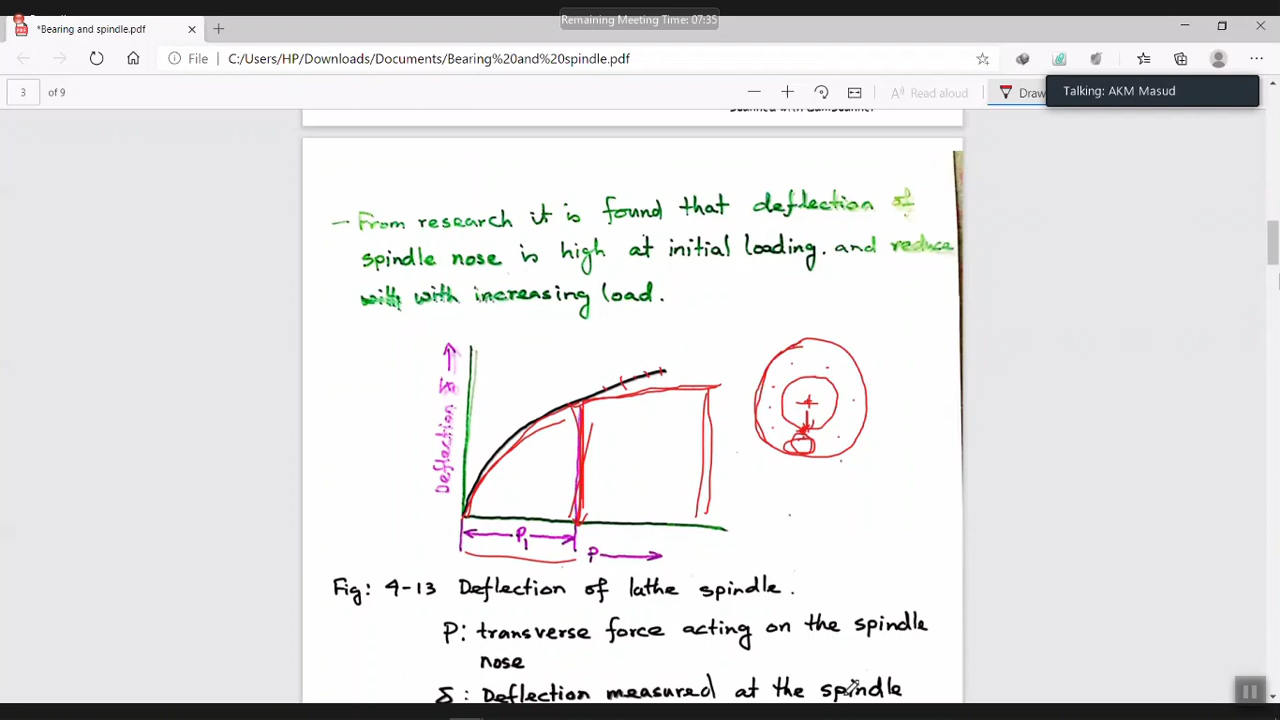 Remaining Meeting Time: 07:35
*Bearing and spindle.pdf
File
C:/Users/HP/Downloads/Documents/Bearing%20and%20spindle.pdf
3 of 9
Read aloud
Draw
Talking: AKM Masud
Scanned with CamScanner
- From research it is found that deflection of
spindle nose is high at initial loading. and reduce
with with increasing load.
Deflection δ
P1
P
Fig: 4-13 Deflection of lathe spindle.
P: transverse force acting on the spindle
nose
δ: Deflection measured at the spindle